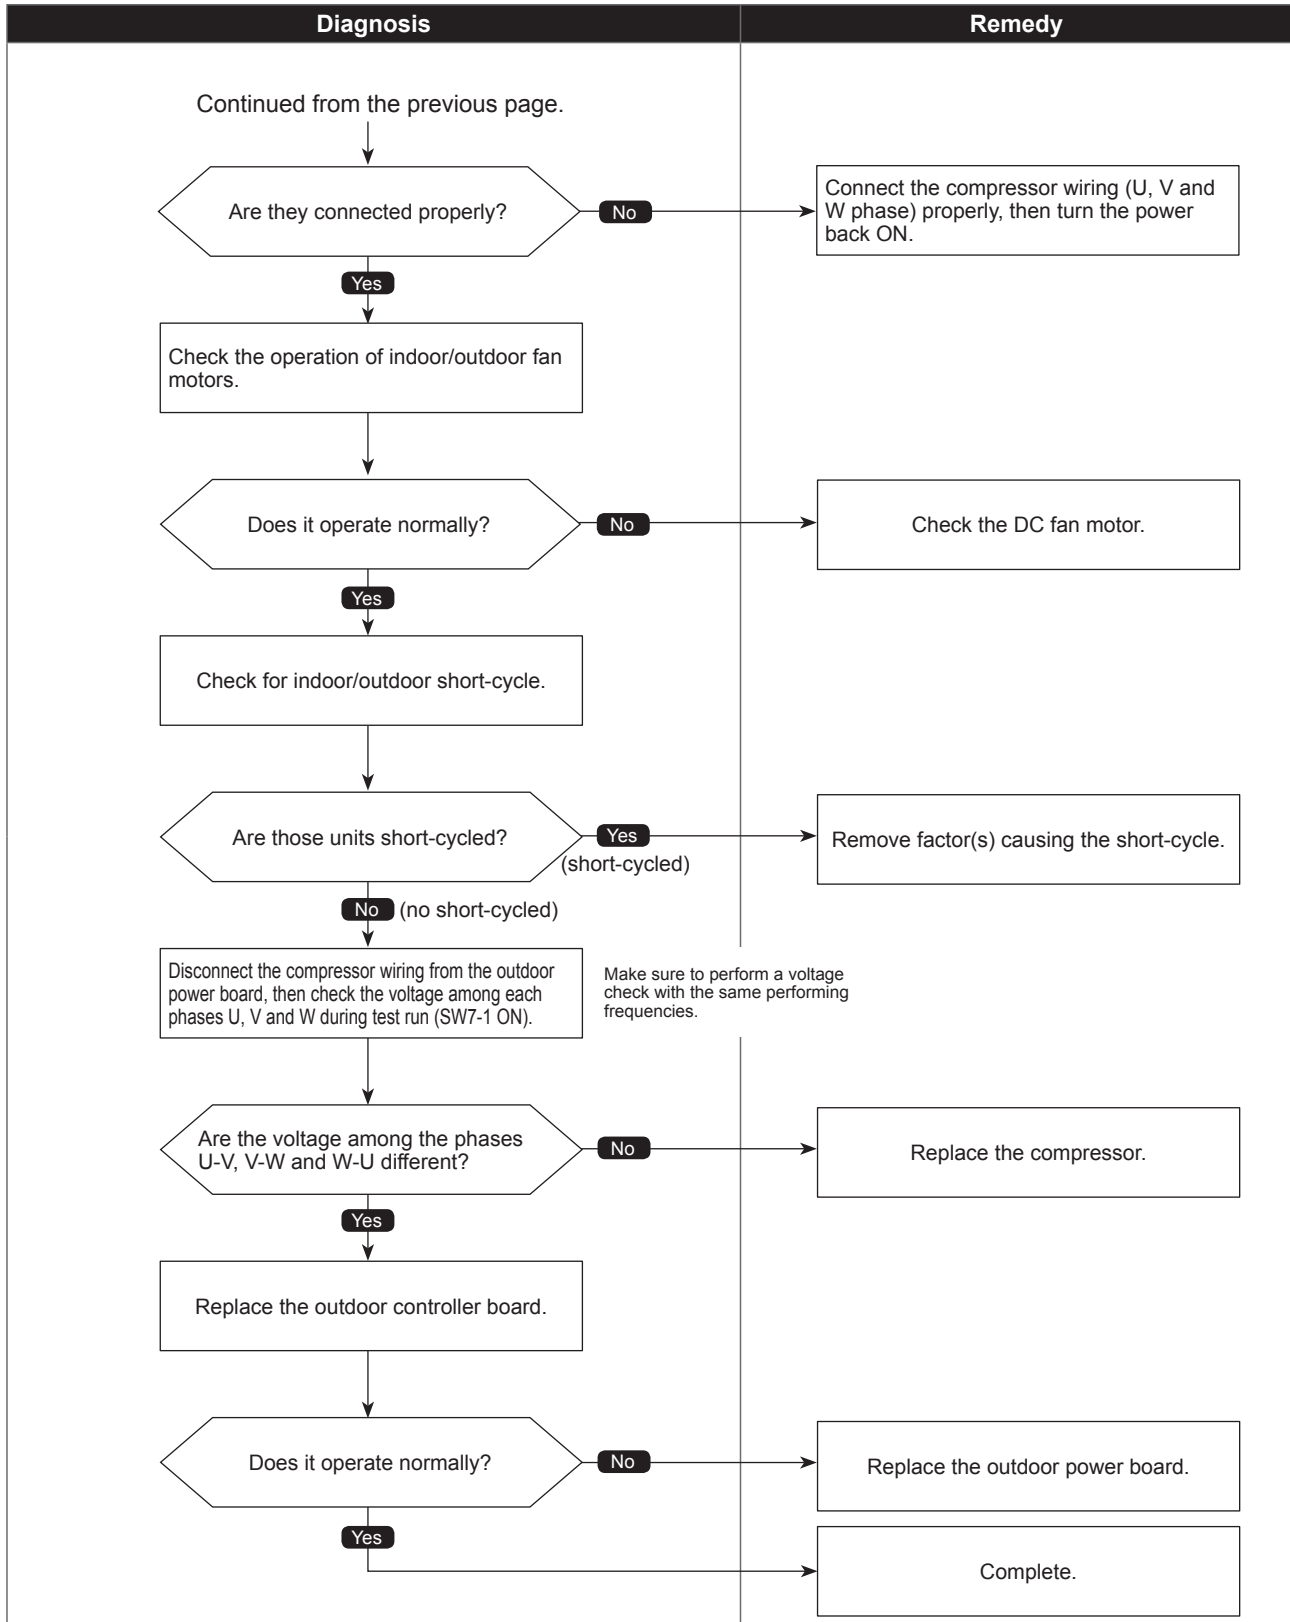 Diagnosis
Remedy
Continued from the previous page.
Are they connected properly?
No
Connect the compressor wiring (U, V and
W phase) properly, then turn the power
back ON.
Yes
Check the operation of indoor/outdoor fan
motors.
Does it operate normally?
No
Check the DC fan motor.
Yes
Check for indoor/outdoor short-cycle.
Are those units short-cycled?
Yes
(short-cycled)
Remove factor(s) causing the short-cycle.
No (no short-cycled)
Disconnect the compressor wiring from the outdoor
power board, then check the voltage among each
phases U, V and W during test run (SW7-1 ON).
Make sure to perform a voltage
check with the same performing
frequencies.
Are the voltage among the phases
U-V, V-W and W-U different?
No
Replace the compressor.
Yes
Replace the outdoor controller board.
Does it operate normally?
No
Replace the outdoor power board.
Yes
Complete.